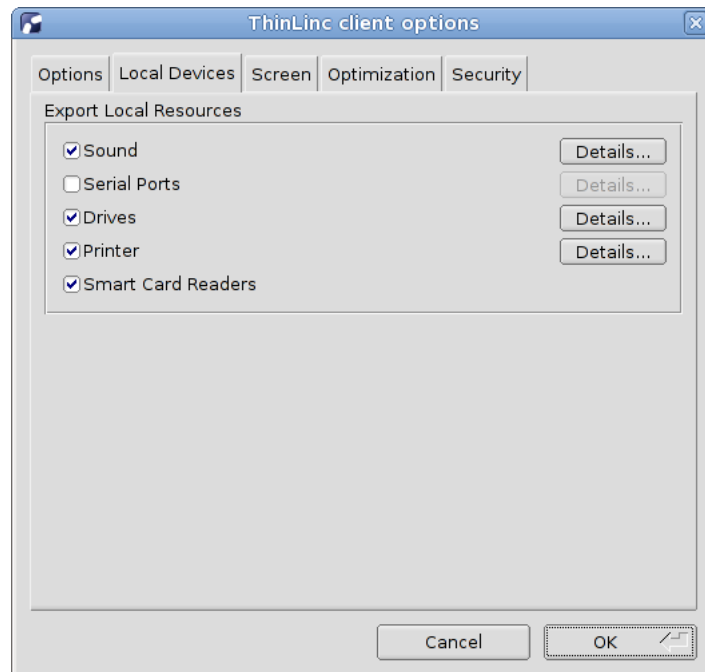 ThinLinc client options
Options Local Devices Screen Optimization Security
Export Local Resources
Sound Details...
Serial Ports Details...
Drives Details...
Printer Details...
Smart Card Readers
Cancel OK